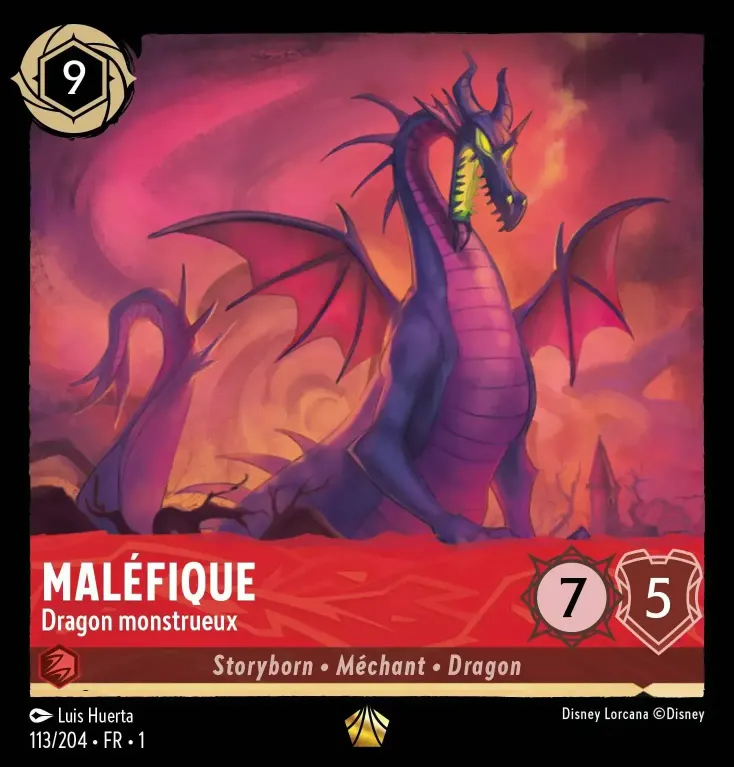 9
MALÉFIQUE
Dragon monstrueux
7
5
Storyborn • Méchant • Dragon
Luis Huerta
Disney Lorcana ©Disney
113/204 • FR • 1